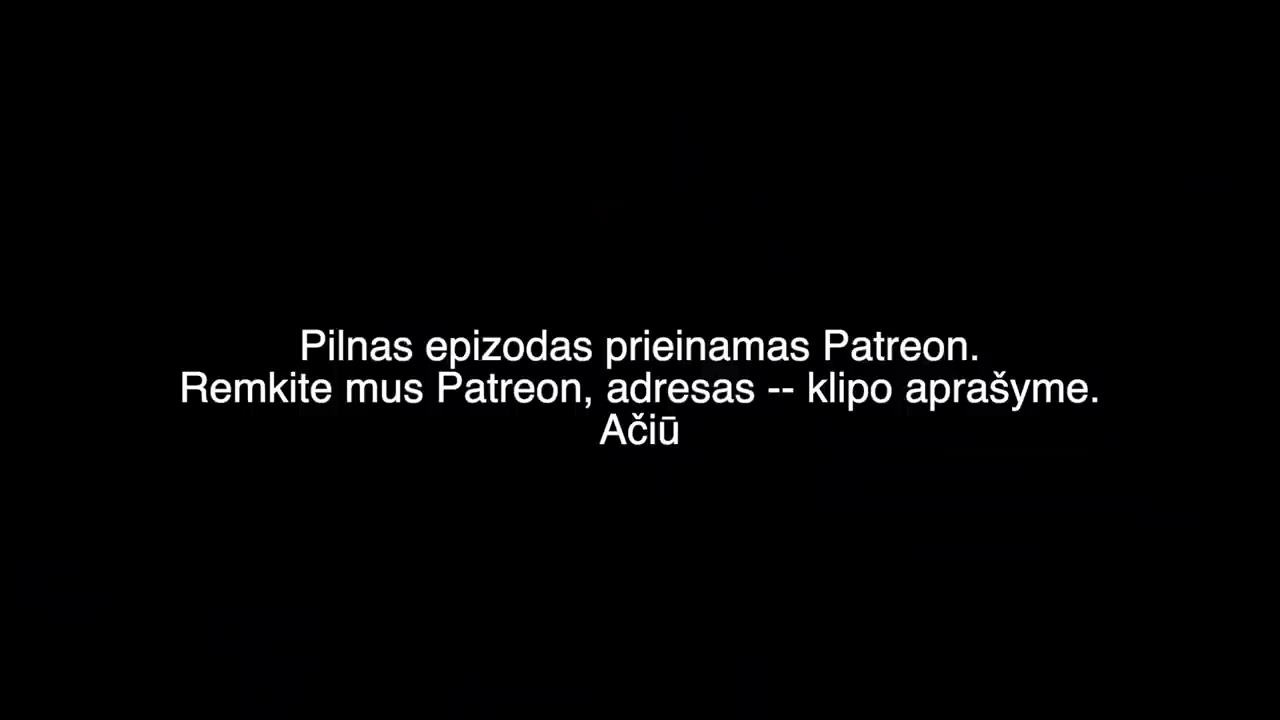 Pilnas epizodas prieinamas Patreon.
Remkite mus Patreon, adresas -- klipo aprašyme.
Ačiū